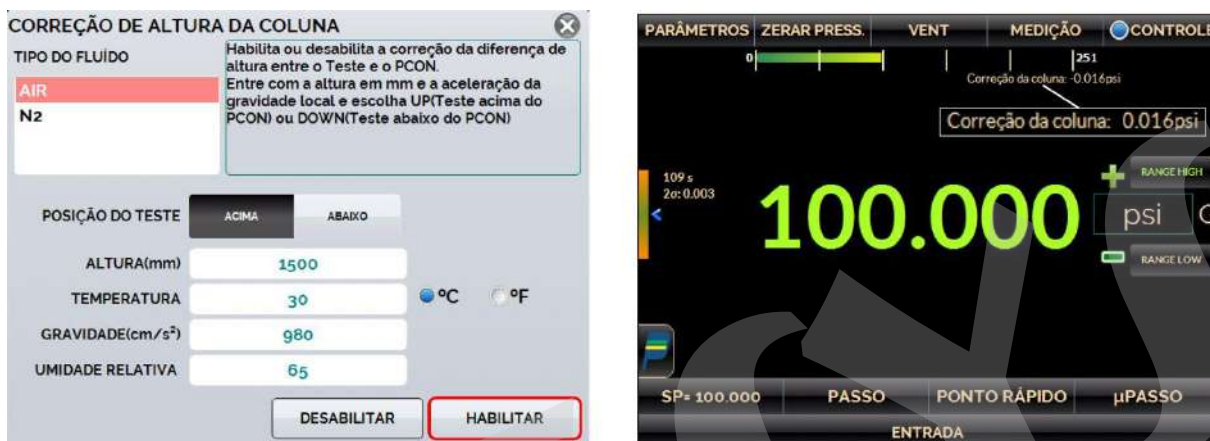 CORREÇÃO DE ALTURA DA COLUNA
TIPO DO FLUÍDO
AIR
N2
Habilita ou desabilita a correção da diferença de
altura entre o Teste e o PCON.
Entre com a altura em mm e a aceleração da
gravidade local e escolha UP(Teste acima do
PCON) ou DOWN(Teste abaixo do PCON)
POSIÇÃO DO TESTE ACIMA ABAIXO
ALTURA(mm) 1500
TEMPERATURA 30 ºC ºF
GRAVIDADE(cm/s²) 980
UMIDADE RELATIVA 65
DESABILITAR HABILITAR
PARÂMETROS ZERAR PRESS. VENT MEDIÇÃO CONTROLE
0 251
Correção da coluna: -0.016psi
Correção da coluna: 0.016psi
109 s
2σ: 0.003
100.000
RANGE HIGH
psi
RANGE LOW
SP= 100.000 PASSO PONTO RÁPIDO µPASSO
ENTRADA